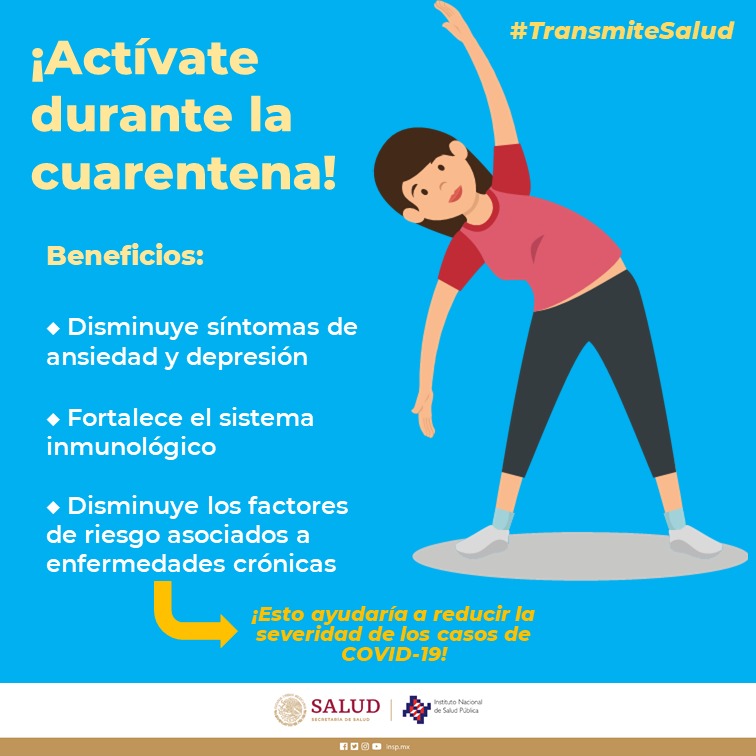 #TransmiteSalud
¡Actívate
durante la
cuarentena!
Beneficios:
◆ Disminuye síntomas de
ansiedad y depresión
◆ Fortalece el sistema
inmunológico
◆ Disminuye los factores
de riesgo asociados a
enfermedades crónicas
¡Esto ayudaría a reducir la
severidad de los casos de
COVID-19!
SALUD
SECRETARÍA DE SALUD
Instituto Nacional
de Salud Pública
insp.mx